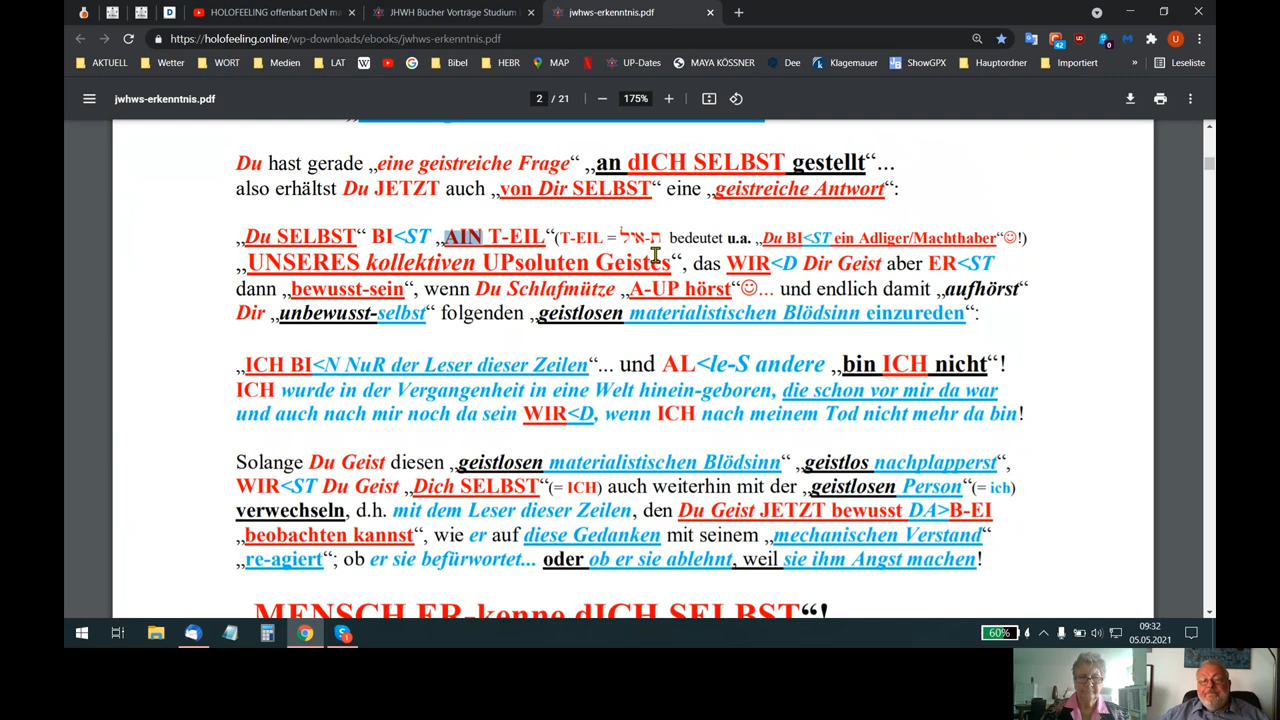 HOLOFEELING offenbart DeN ma
JHWH Bücher Vorträge Studium
jwhws-erkenntnis.pdf
https://holofeeling.online/wp-downloads/ebooks/jwhws-erkenntnis.pdf
AKTUELL Wetter WORT Medien LAT Bibel HEBR MAP UP-Dates MAYA KÖSSNER Dee Klagemauer ShowGPX Hauptordner Importiert » Leseliste
jwhws-erkenntnis.pdf 2 / 21 175%
Du hast gerade „eine geistreiche Frage“ „an dICH SELBST gestellt“...
also erhältst Du JETZT auch „von Dir SELBST“ eine „geistreiche Antwort“:
„Du SELBST“ BI<ST „AIN T-EIL“(T-EIL = ת-איל bedeutet u.a. „Du BI<ST ein Adliger/Machthaber“☺!)
„UNSERES kollektiven UPsoluten Geistes“, das WIR<D Dir Geist aber ER<ST
dann „bewusst-sein“, wenn Du Schlafmütze „A-UP hörst“☺... und endlich damit „aufhörst“
Dir „unbewusst-selbst“ folgenden „geistlosen materialistischen Blödsinn einzureden“:
„ICH BI<N NuR der Leser dieser Zeilen“... und AL<le-S andere „bin ICH nicht“!
ICH wurde in der Vergangenheit in eine Welt hinein-geboren, die schon vor mir da war
und auch nach mir noch da sein WIR<D, wenn ICH nach meinem Tod nicht mehr da bin!
Solange Du Geist diesen „geistlosen materialistischen Blödsinn“ „geistlos nachplapperst“,
WIR<ST Du Geist „Dich SELBST“(= ICH) auch weiterhin mit der „geistlosen Person“(= ich)
verwechseln, d.h. mit dem Leser dieser Zeilen, den Du Geist JETZT bewusst DA>B-EI
„beobachten kannst“, wie er auf diese Gedanken mit seinem „mechanischen Verstand“
„re-agiert“; ob er sie befürwortet... oder ob er sie ablehnt, weil sie ihm Angst machen!
MENSCH ER-kenne dICH SELBST“!
60% 09:32
05.05.2021